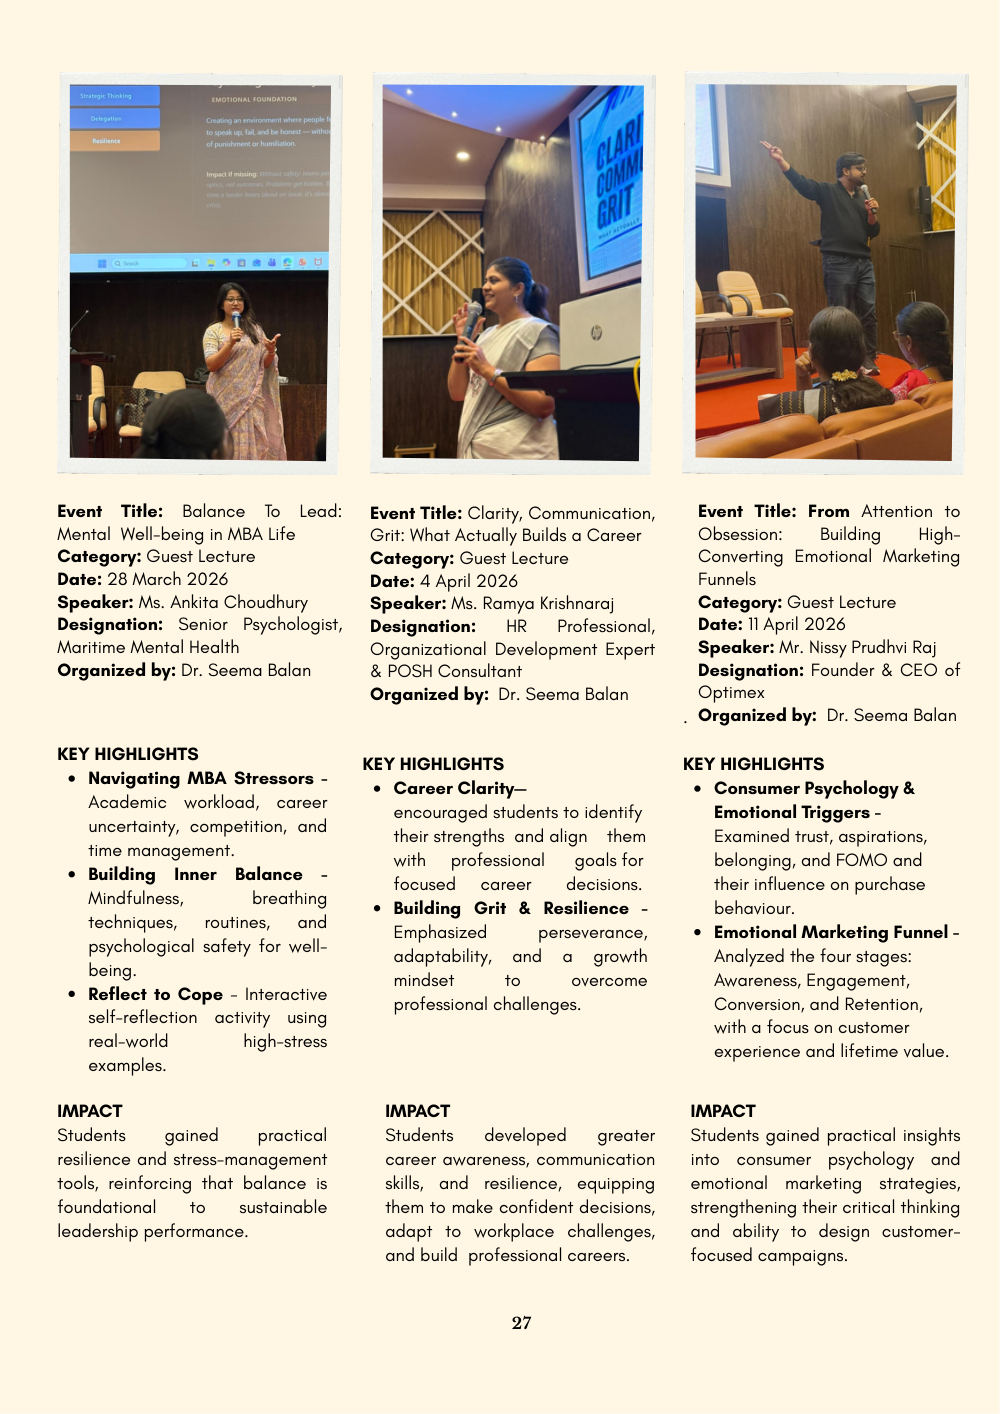 Strategic Thinking
Delegation
Resilience
EMOTIONAL FOUNDATION
Creating an environment where people
to speak up, fail, and be honest — witho
of punishment or humiliation.
Impact if missing: Without safety, teams
Search
CLARI
COMMU
GRIT
WHAT ACTUALLY
hp
Event Title: Balance To Lead:
Mental Well-being in MBA Life
Category: Guest Lecture
Date: 28 March 2026
Speaker: Ms. Ankita Choudhury
Designation: Senior Psychologist,
Maritime Mental Health
Organized by: Dr. Seema Balan
KEY HIGHLIGHTS
• Navigating MBA Stressors -
Academic workload, career
uncertainty, competition, and
time management.
• Building Inner Balance -
Mindfulness, breathing
techniques, routines, and
psychological safety for well-
being.
• Reflect to Cope - Interactive
self-reflection activity using
real-world high-stress
examples.
IMPACT
Students gained practical
resilience and stress-management
tools, reinforcing that balance is
foundational to sustainable
leadership performance.
Event Title: Clarity, Communication,
Grit: What Actually Builds a Career
Category: Guest Lecture
Date: 4 April 2026
Speaker: Ms. Ramya Krishnaraj
Designation: HR Professional,
Organizational Development Expert
& POSH Consultant
Organized by: Dr. Seema Balan
KEY HIGHLIGHTS
• Career Clarity—
encouraged students to identify
their strengths and align them
with professional goals for
focused career decisions.
• Building Grit & Resilience -
Emphasized perseverance,
adaptability, and a growth
mindset to overcome
professional challenges.
IMPACT
Students developed greater
career awareness, communication
skills, and resilience, equipping
them to make confident decisions,
adapt to workplace challenges,
and build professional careers.
Event Title: From Attention to
Obsession: Building High-
Converting Emotional Marketing
Funnels
Category: Guest Lecture
Date: 11 April 2026
Speaker: Mr. Nissy Prudhvi Raj
Designation: Founder & CEO of
Optimex
. Organized by: Dr. Seema Balan
KEY HIGHLIGHTS
• Consumer Psychology &
Emotional Triggers -
Examined trust, aspirations,
belonging, and FOMO and
their influence on purchase
behaviour.
• Emotional Marketing Funnel -
Analyzed the four stages:
Awareness, Engagement,
Conversion, and Retention,
with a focus on customer
experience and lifetime value.
IMPACT
Students gained practical insights
into consumer psychology and
emotional marketing strategies,
strengthening their critical thinking
and ability to design customer-
focused campaigns.
27